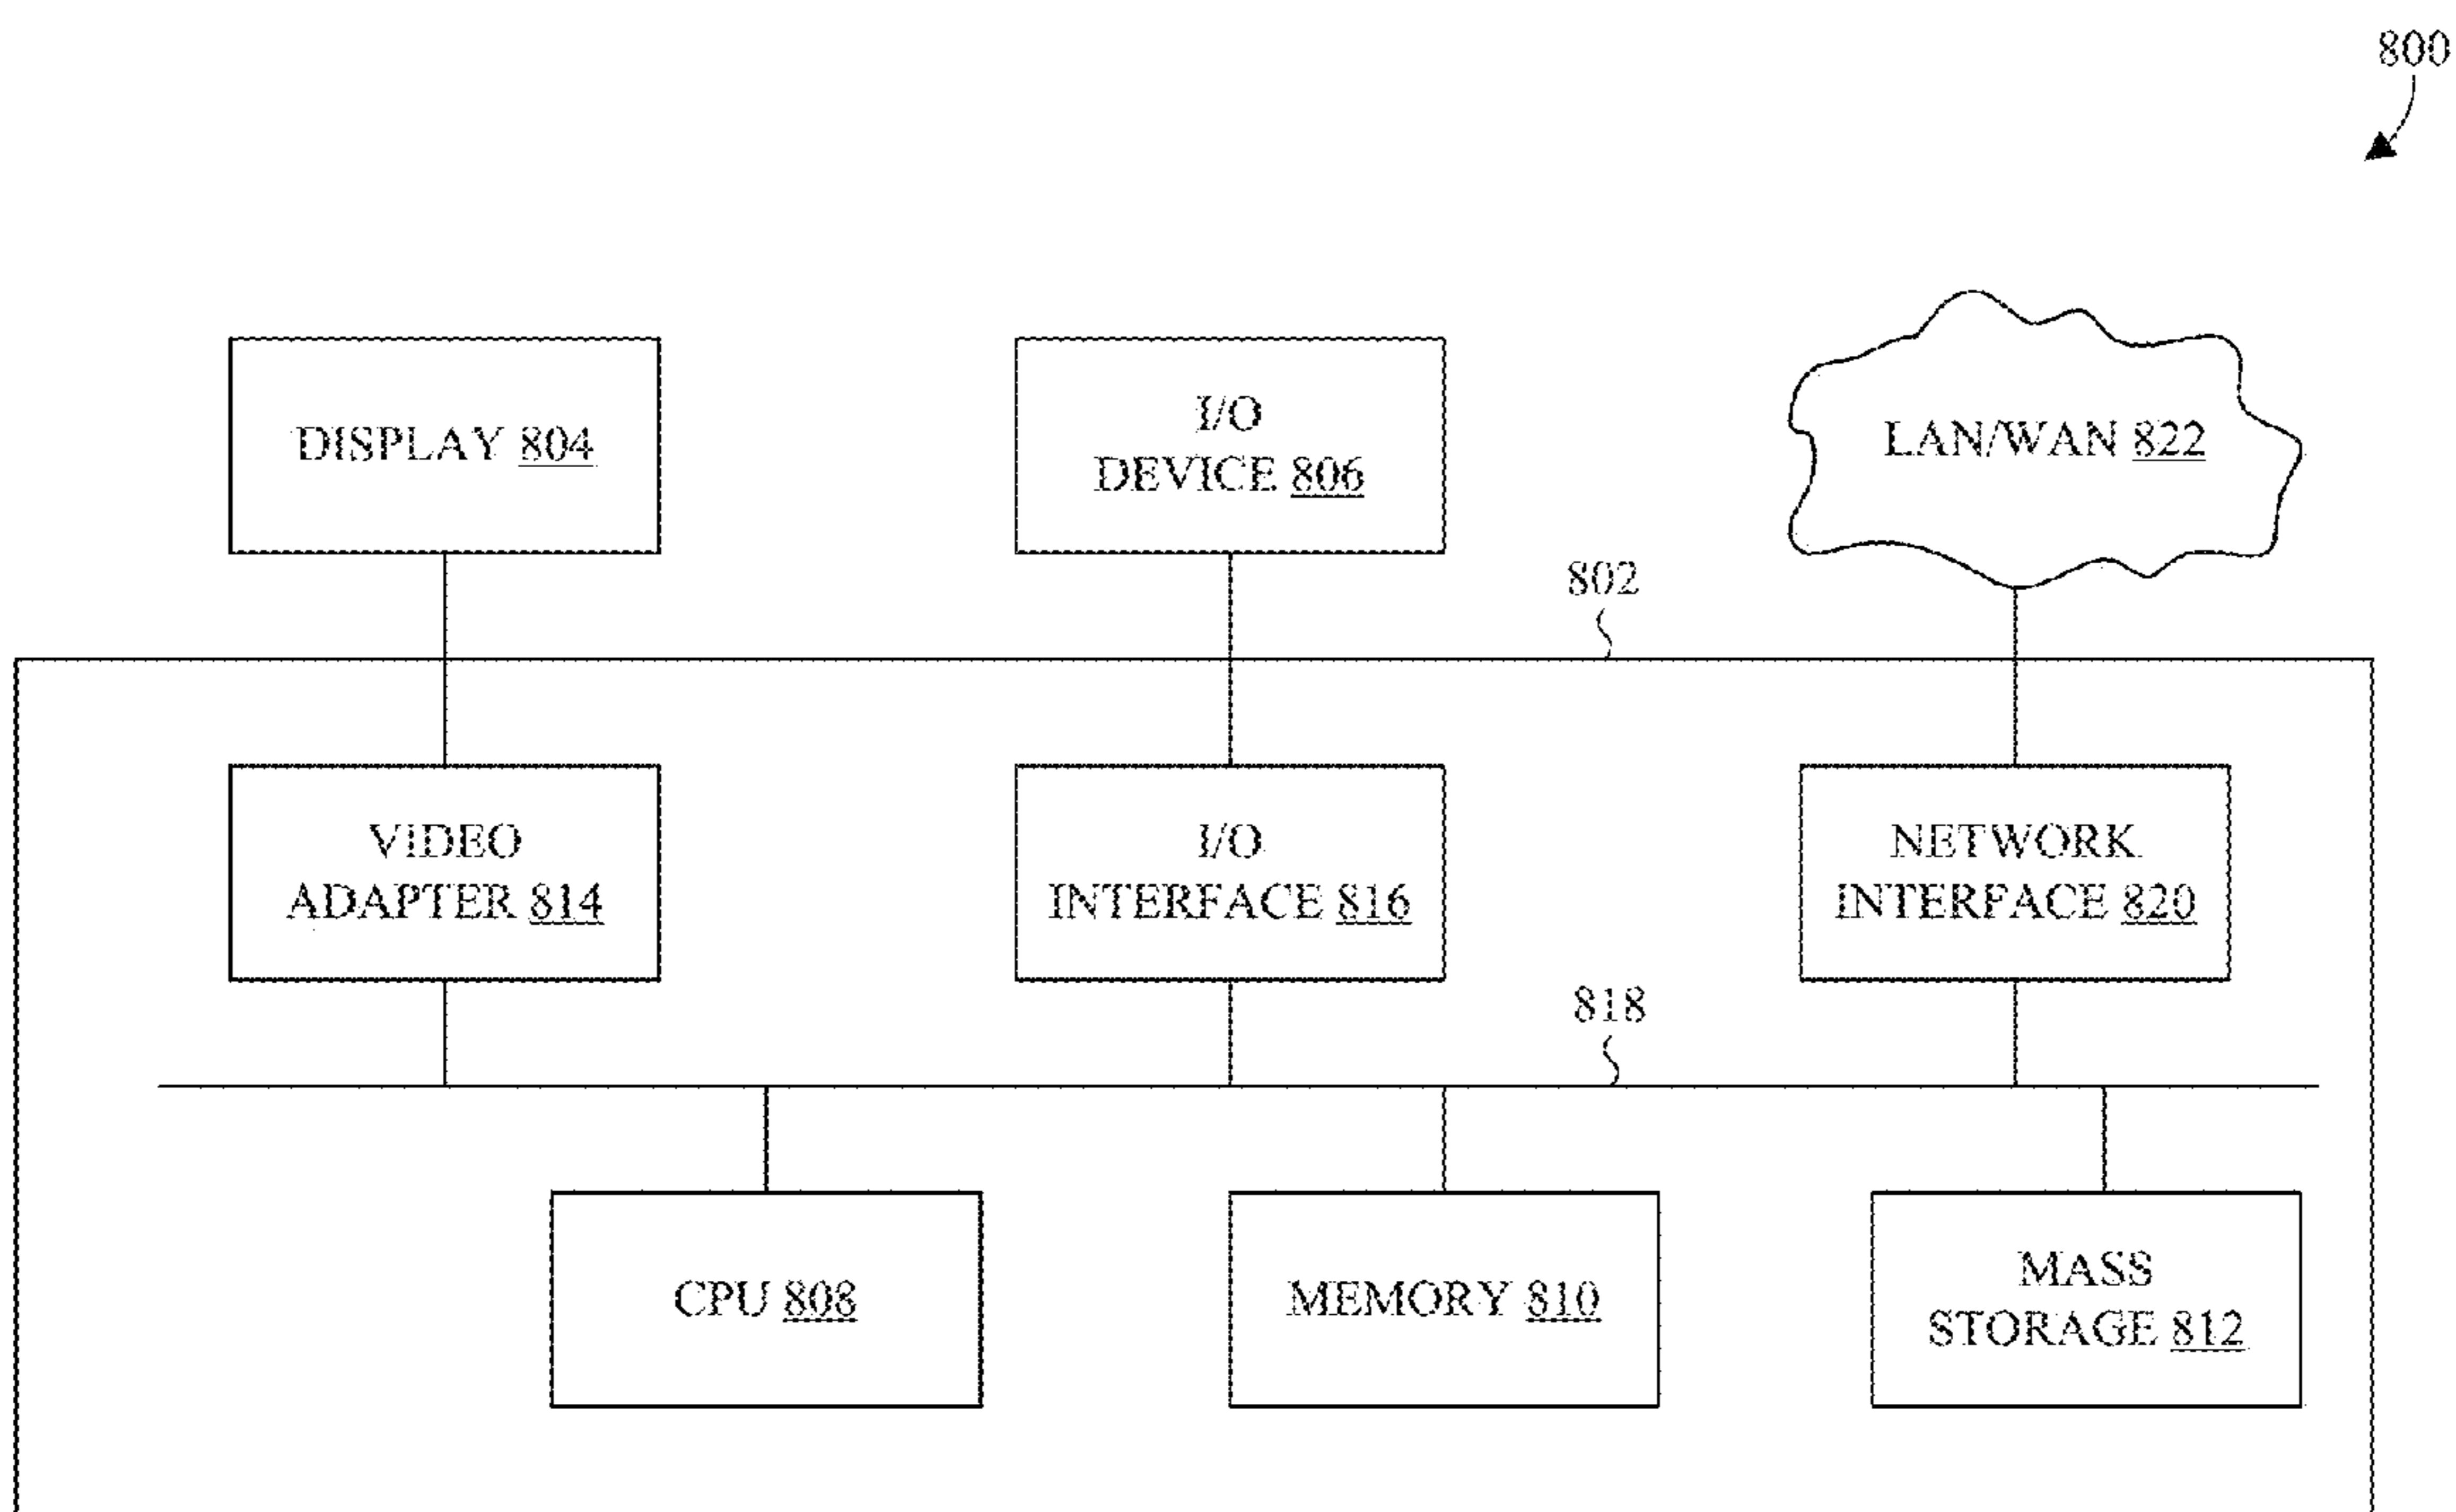 800
DISPLAY 804
I/O
DEVICE 806
LAN/WAN 822
802
VIDEO
ADAPTER 814
I/O
INTERFACE 816
NETWORK
INTERFACE 820
818
CPU 808
MEMORY 810
MASS
STORAGE 812